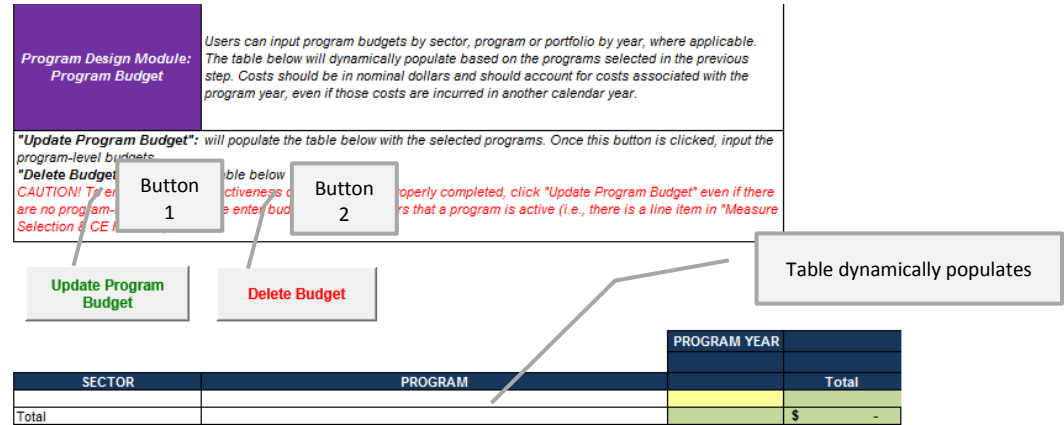 Program Design Module:
Program Budget
Users can input program budgets by sector, program or portfolio by year, where applicable.
The table below will dynamically populate based on the programs selected in the previous
step. Costs should be in nominal dollars and should account for costs associated with the
program year, even if those costs are incurred in another calendar year.
"Update Program Budget": will populate the table below with the selected programs. Once this button is clicked, input the
program-level budgets
"Delete Budget able below
CAUTION! To ctiveness operly completed, click "Update Program Budget" even if there
are no program- enter bud rs that a program is active (i.e., there is a line item in "Measure
Selection & CE
Button
1
Button
2
Table dynamically populates
Update Program
Budget
Delete Budget
PROGRAM YEAR
SECTOR PROGRAM Total
Total $ -